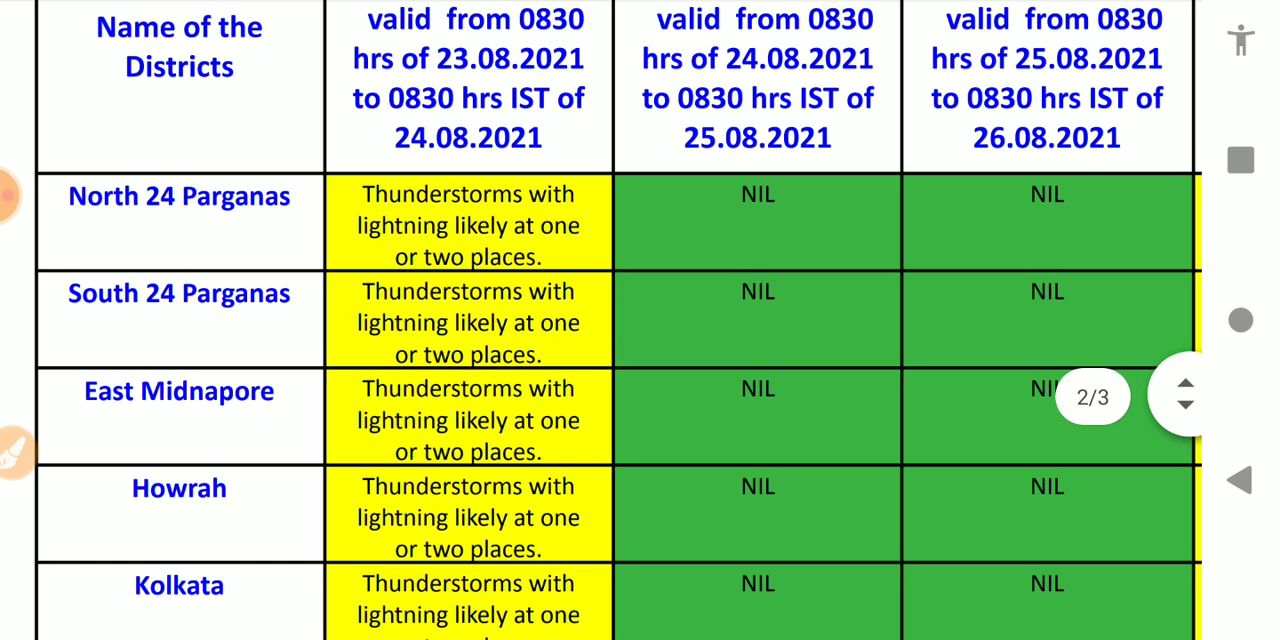 Name of the
Districts
valid from 0830
hrs of 23.08.2021
to 0830 hrs IST of
24.08.2021
valid from 0830
hrs of 24.08.2021
to 0830 hrs IST of
25.08.2021
valid from 0830
hrs of 25.08.2021
to 0830 hrs IST of
26.08.2021
North 24 Parganas
Thunderstorms with
lightning likely at one
or two places.
NIL
NIL
South 24 Parganas
Thunderstorms with
lightning likely at one
or two places.
NIL
NIL
East Midnapore
Thunderstorms with
lightning likely at one
or two places.
NIL
2/3
Howrah
Thunderstorms with
lightning likely at one
or two places.
NIL
NIL
Kolkata
Thunderstorms with
lightning likely at one
NIL
NIL